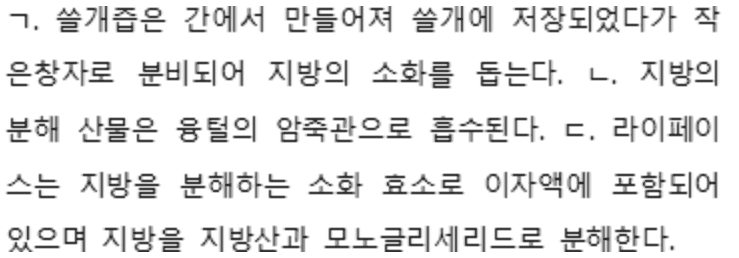 ㄱ. 쓸개즙은 간에서 만들어져 쓸개에 저장되었다가 작
은창자로 분비되어 지방의 소화를 돕는다. ㄴ. 지방의
분해 산물은 융털의 암죽관으로 흡수된다. ㄷ. 라이페이
스는 지방을 분해하는 소화 효소로 이자액에 포함되어
있으며 지방을 지방산과 모노글리세리드로 분해한다.